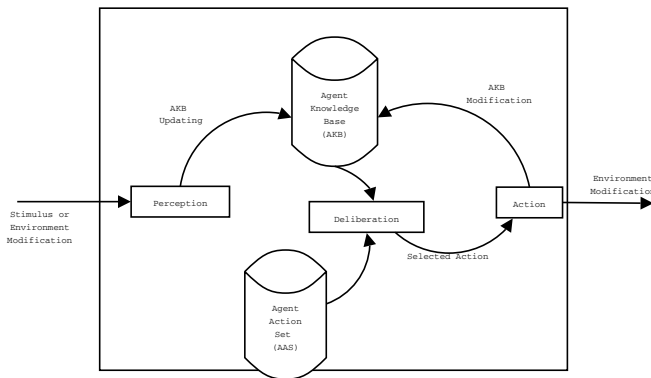 Agent
Knowledge
Base
(AKB)
AKB
Updating
AKB
Modification
Perception
Stimulus or
Environment
Modification
Deliberation
Action
Environment
Modification
Selected Action
Agent
Action
Set
(AAS)